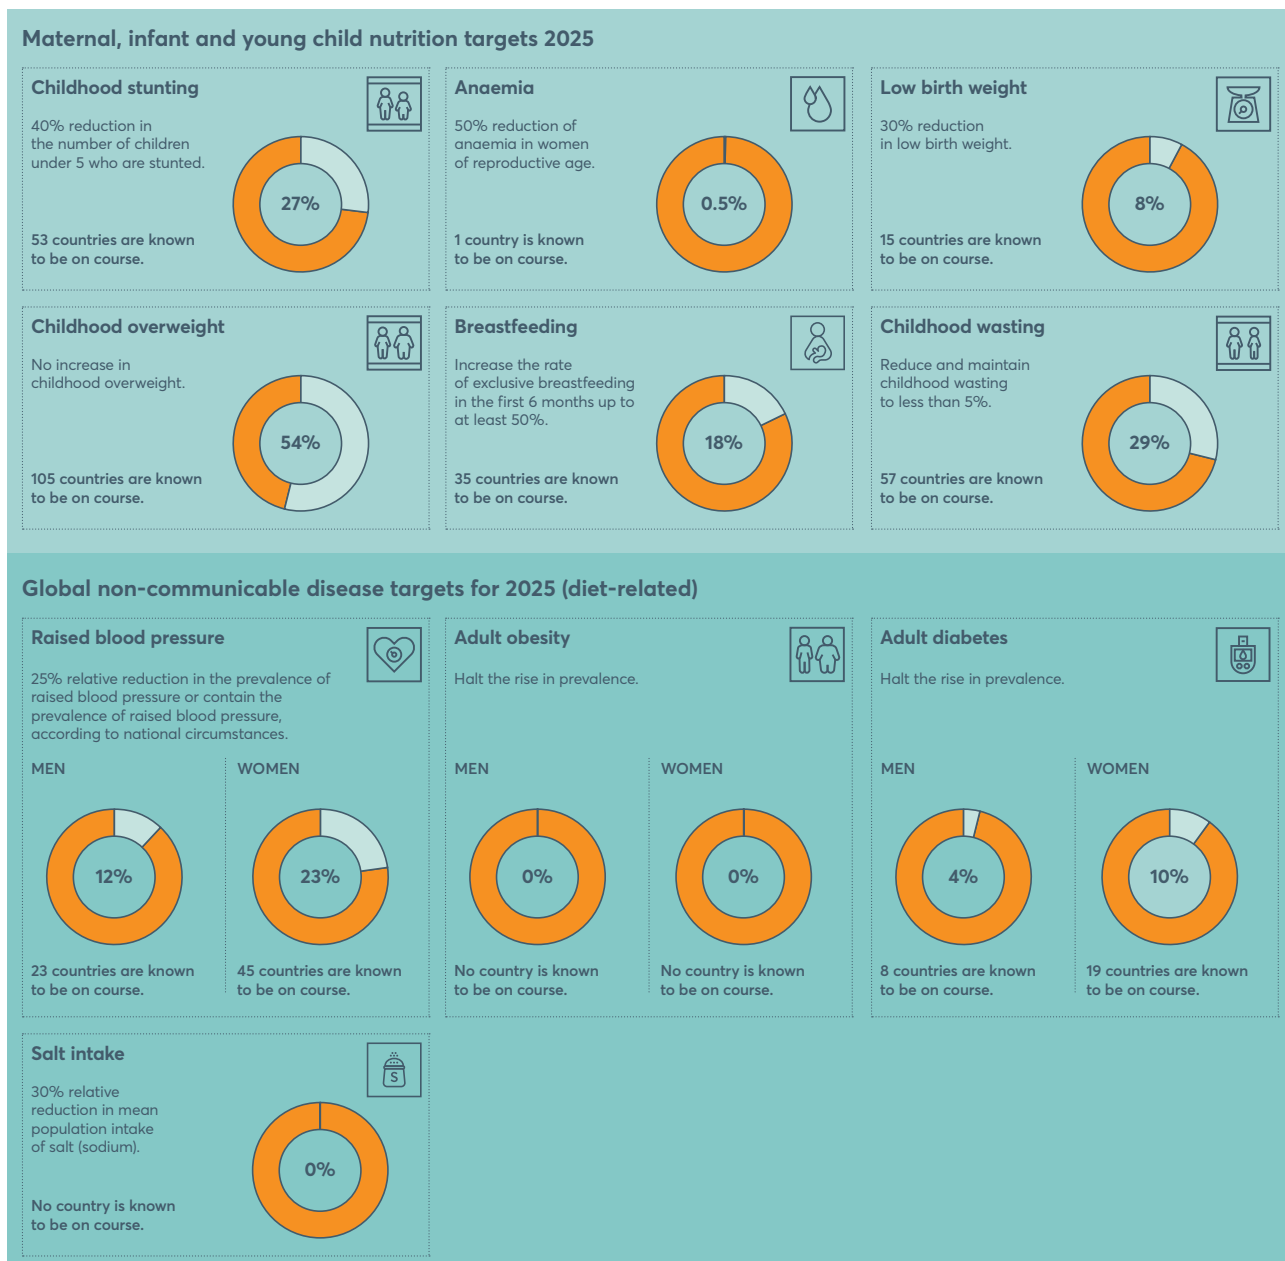 Maternal, infant and young child nutrition targets 2025
Childhood stunting
40% reduction in
the number of children
under 5 who are stunted.
27%
53 countries are known
to be on course.
Anaemia
50% reduction of
anaemia in women
of reproductive age.
0.5%
1 country is known
to be on course.
Low birth weight
30% reduction
in low birth weight.
8%
15 countries are known
to be on course.
Childhood overweight
No increase in
childhood overweight.
54%
105 countries are known
to be on course.
Breastfeeding
Increase the rate
of exclusive breastfeeding
in the first 6 months up to
at least 50%.
18%
35 countries are known
to be on course.
Childhood wasting
Reduce and maintain
childhood wasting
to less than 5%.
29%
57 countries are known
to be on course.
Global non-communicable disease targets for 2025 (diet-related)
Raised blood pressure
25% relative reduction in the prevalence of
raised blood pressure or contain the
prevalence of raised blood pressure,
according to national circumstances.
MEN
12%
23 countries are known
to be on course.
WOMEN
23%
45 countries are known
to be on course.
Adult obesity
Halt the rise in prevalence.
MEN
0%
No country is known
to be on course.
WOMEN
0%
No country is known
to be on course.
Adult diabetes
Halt the rise in prevalence.
MEN
4%
8 countries are known
to be on course.
WOMEN
10%
19 countries are known
to be on course.
Salt intake
S
30% relative
reduction in mean
population intake
of salt (sodium).
0%
No country is known
to be on course.